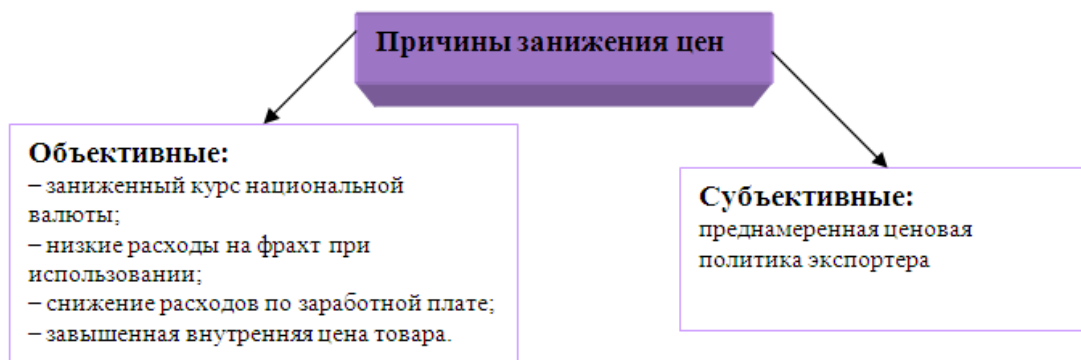 Причины занижения цен
Объективные:
– заниженный курс национальной
валюты;
– низкие расходы на фрахт при
использовании;
– снижение расходов по заработной плате;
– завышенная внутренняя цена товара.
Субъективные:
преднамеренная ценовая
политика экспортера